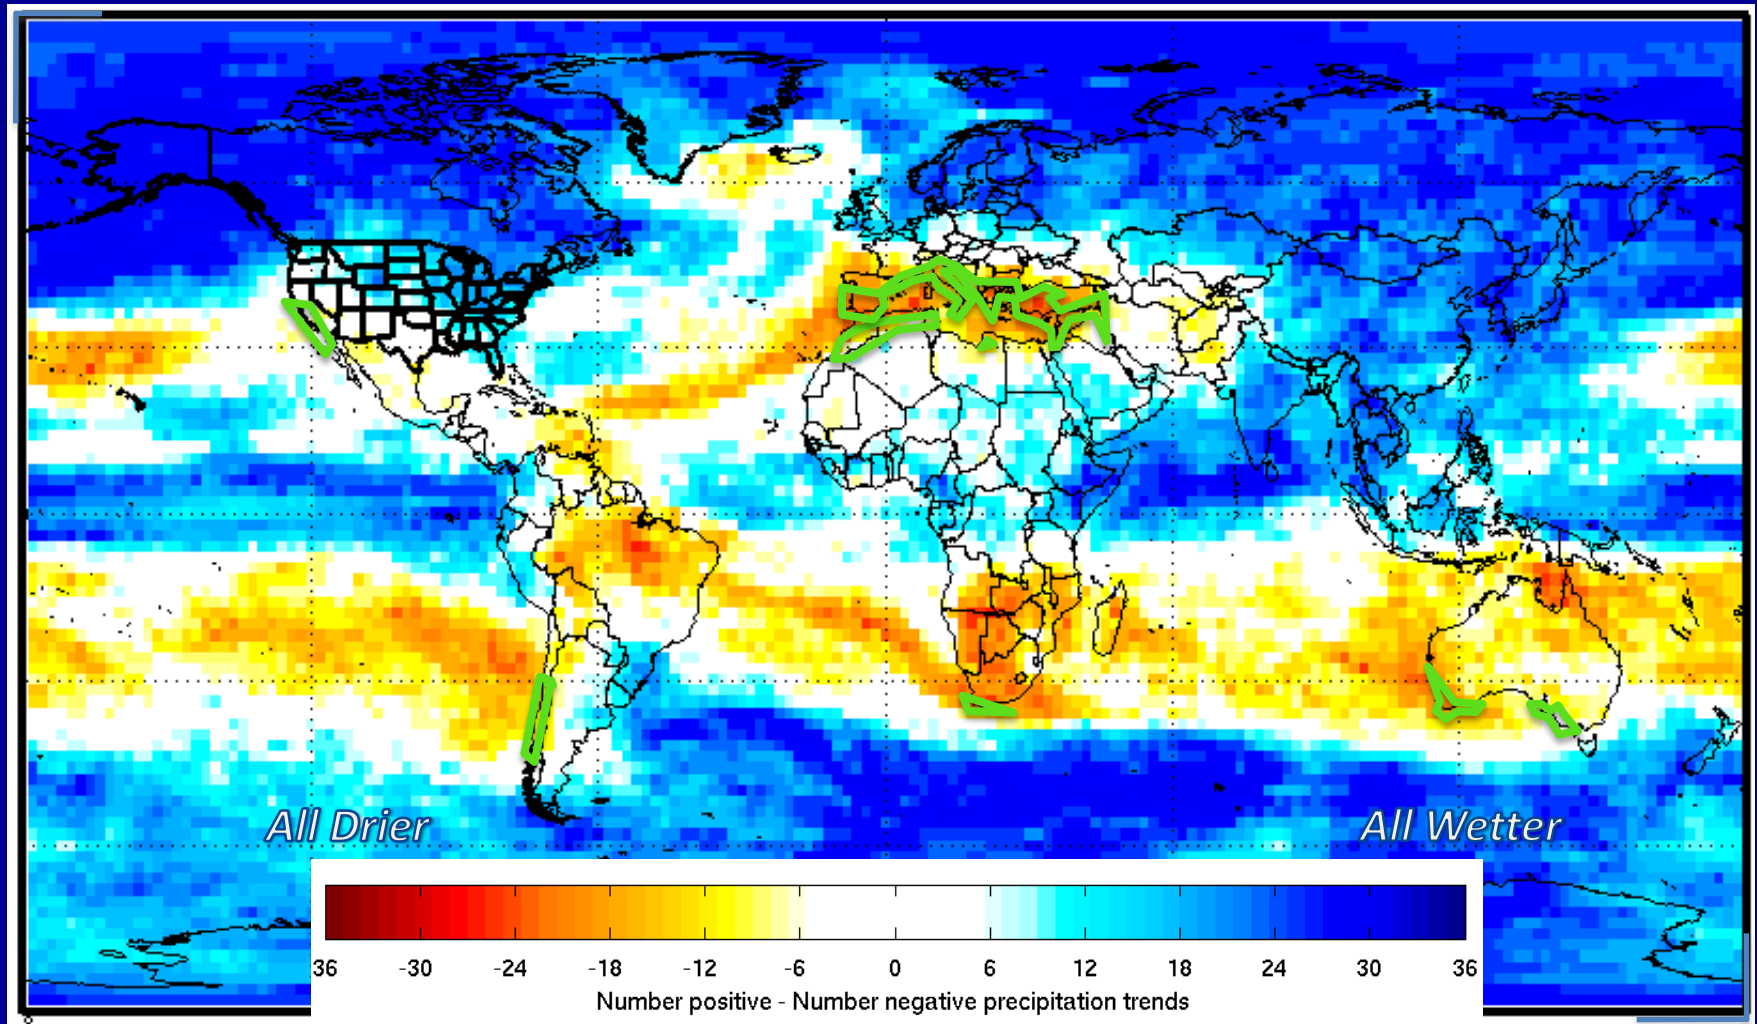 All Drier
All Wetter
36 -30 -24 -18 -12 -6 0 6 12 18 24 30 36
Number positive - Number negative precipitation trends